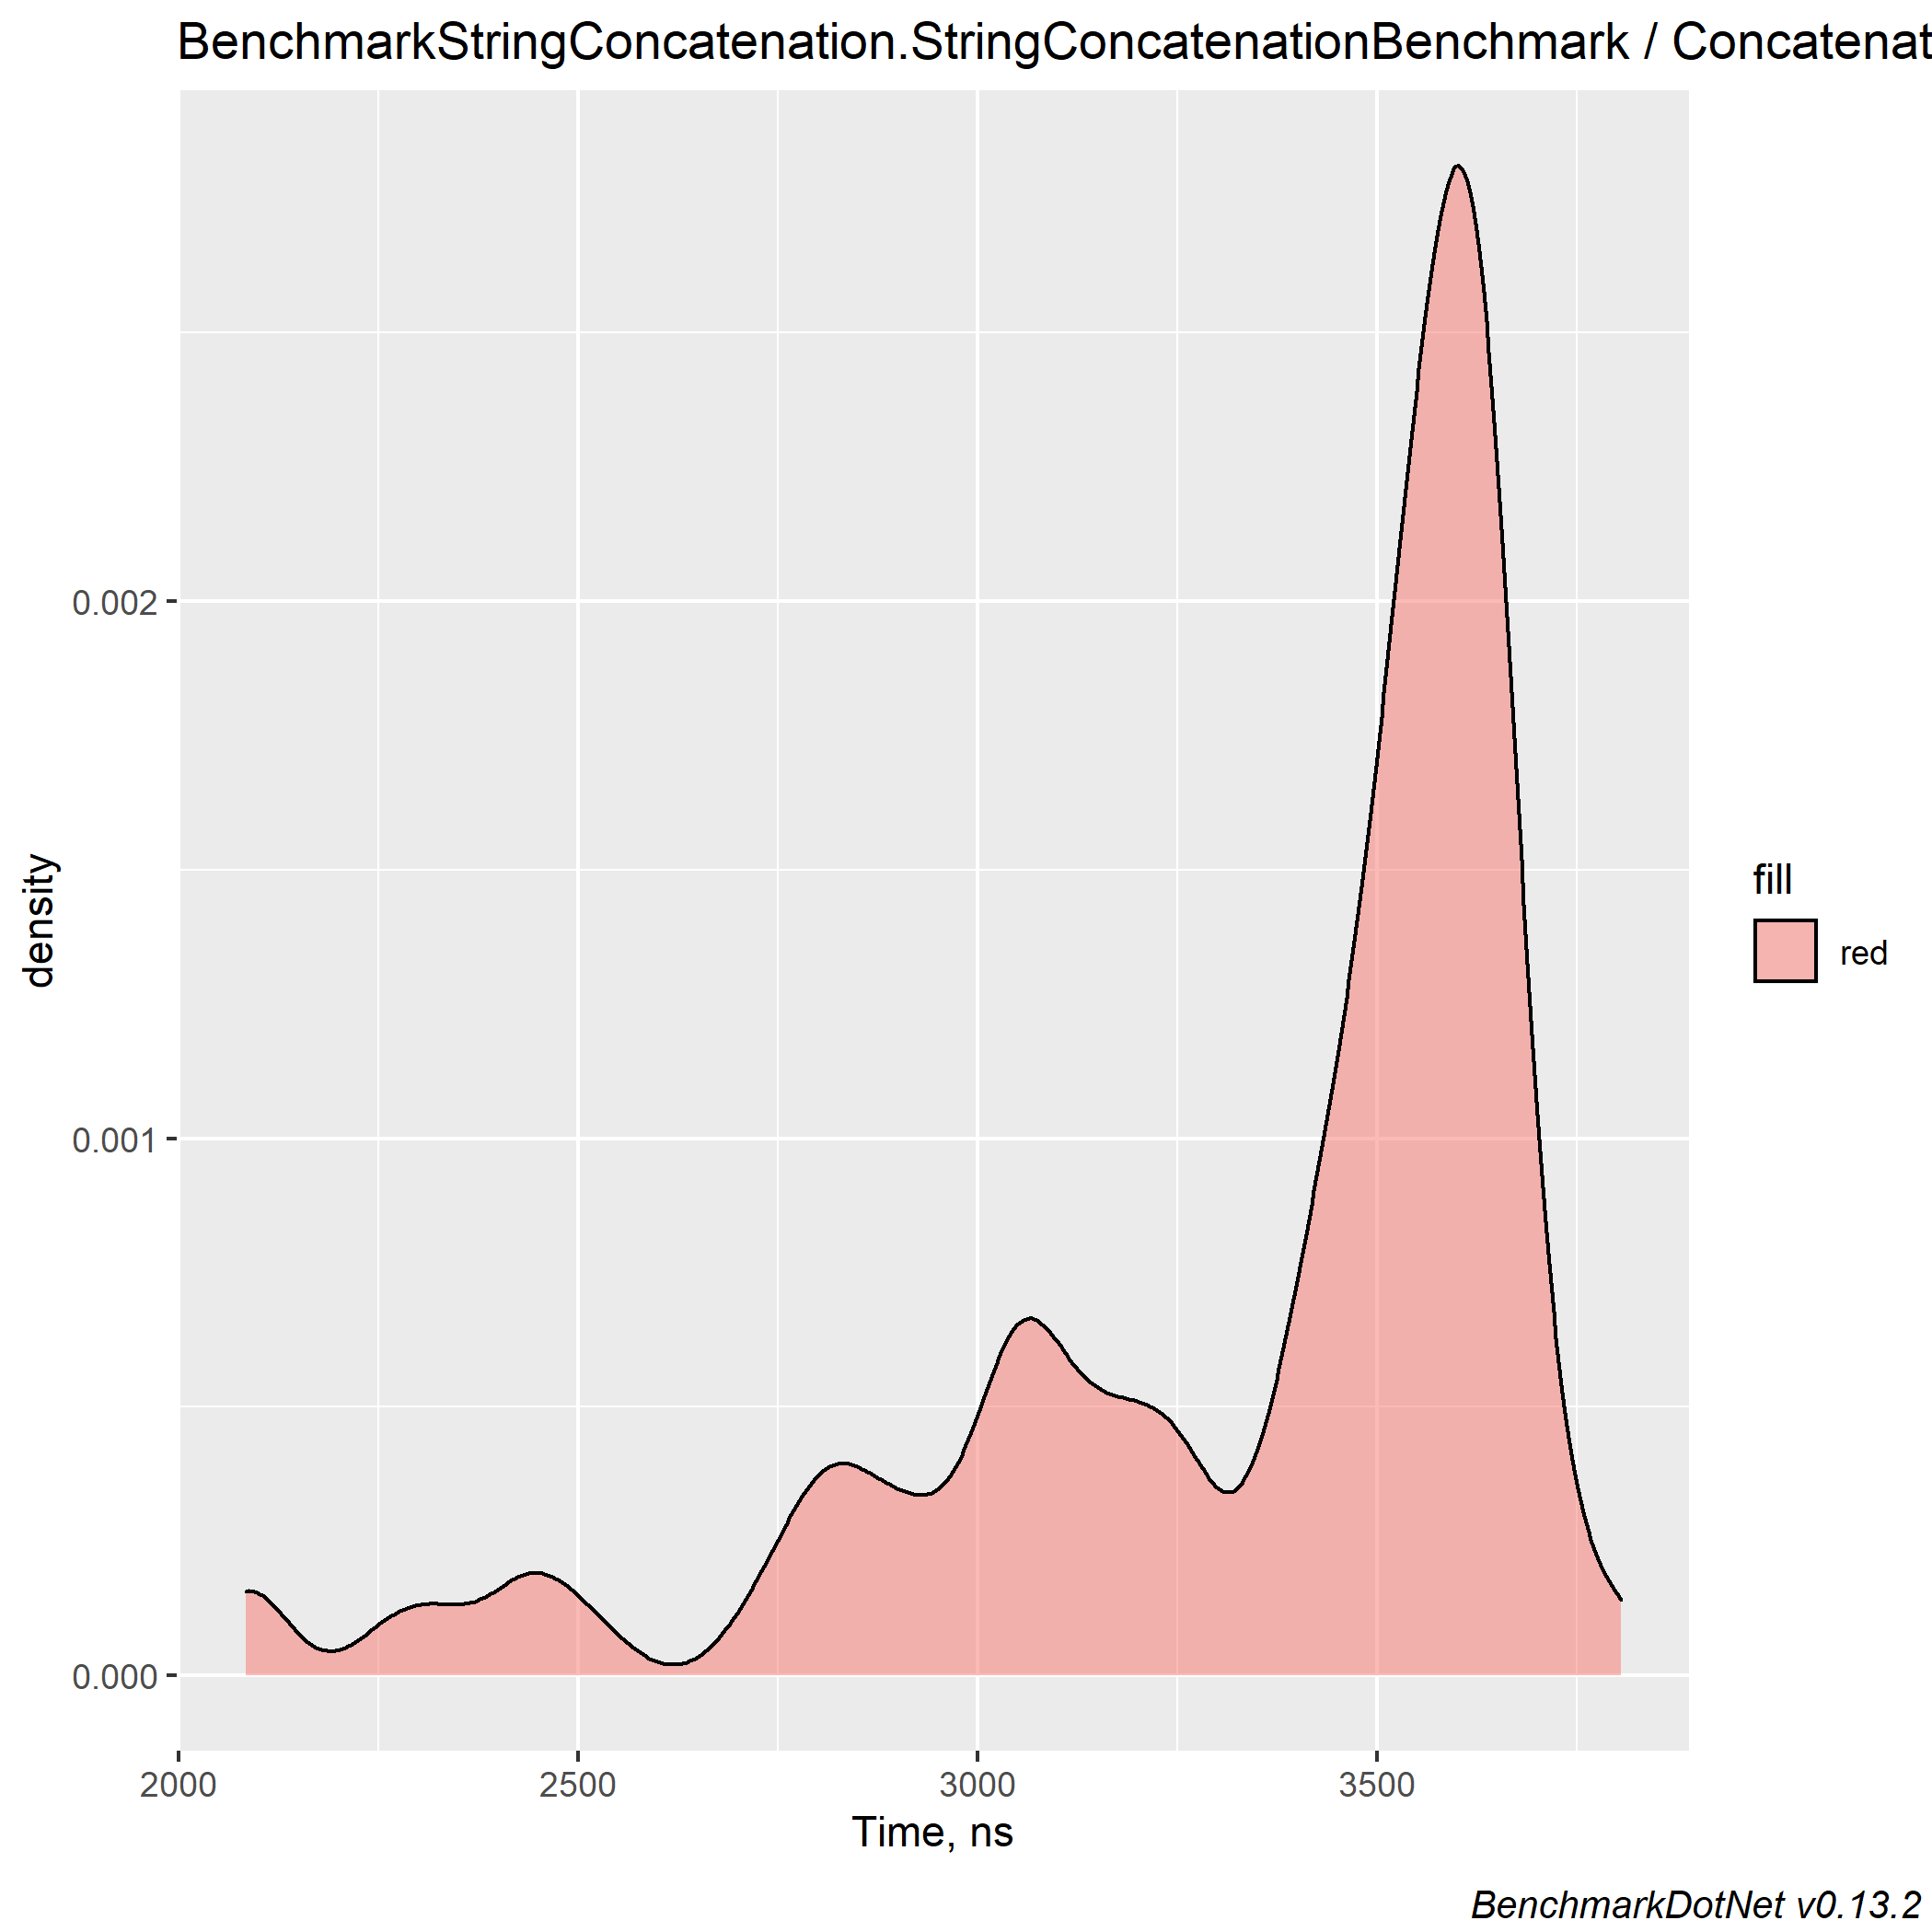 BenchmarkStringConcatenation.StringConcatenationBenchmark / Concatenat
0.002
0.001
0.000
density
2000 2500 3000 3500
Time, ns
fill
red
BenchmarkDotNet v0.13.2